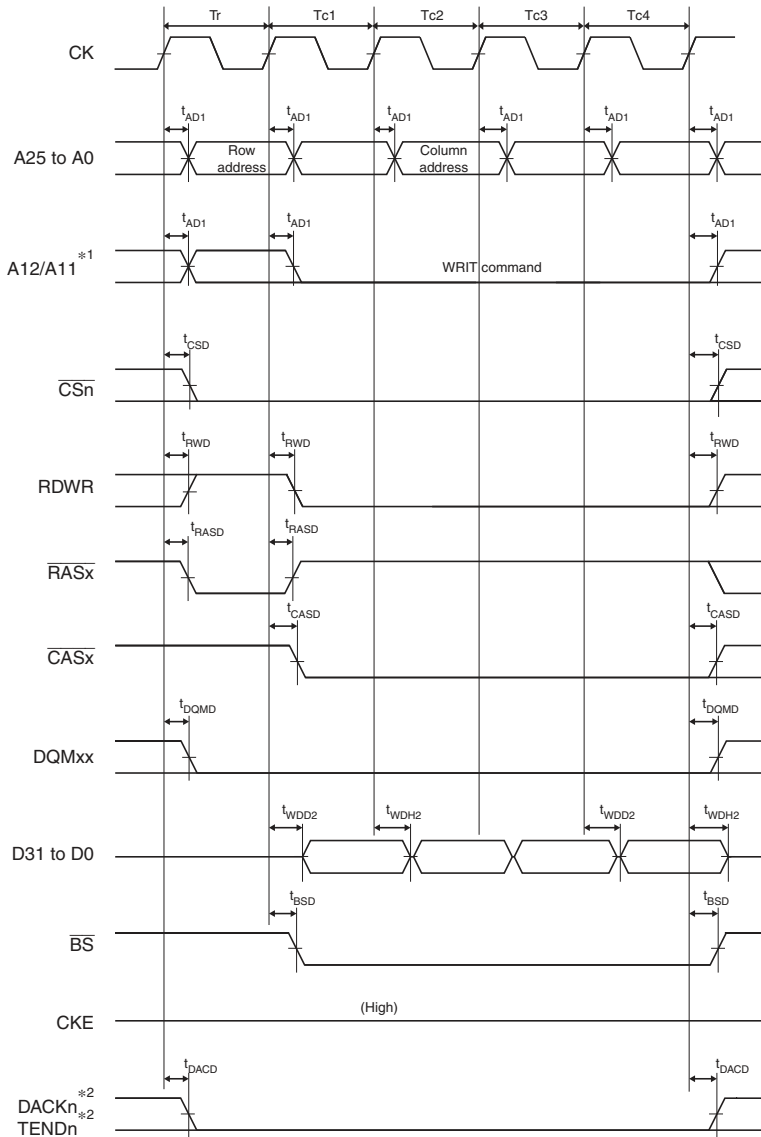 Tr Tc1 Tc2 Tc3 Tc4
CK
tAD1 tAD1 tAD1 tAD1 tAD1 tAD1
A25 to A0 Row address Column address
tAD1 tAD1 tAD1
A12/A11*1 WRIT command
tCSD tCSD
CSn
tRWD tRWD tRWD
RDWR
tRASD tRASD
RASx
tCASD tCASD
CASx
tDQMD tDQMD
DQMxx
tWDD2 tWDH2 tWDD2 tWDH2
D31 to D0
tBSD tBSD
BS
(High)
CKE
tDACD tDACD
DACKn*2
TENDn*2